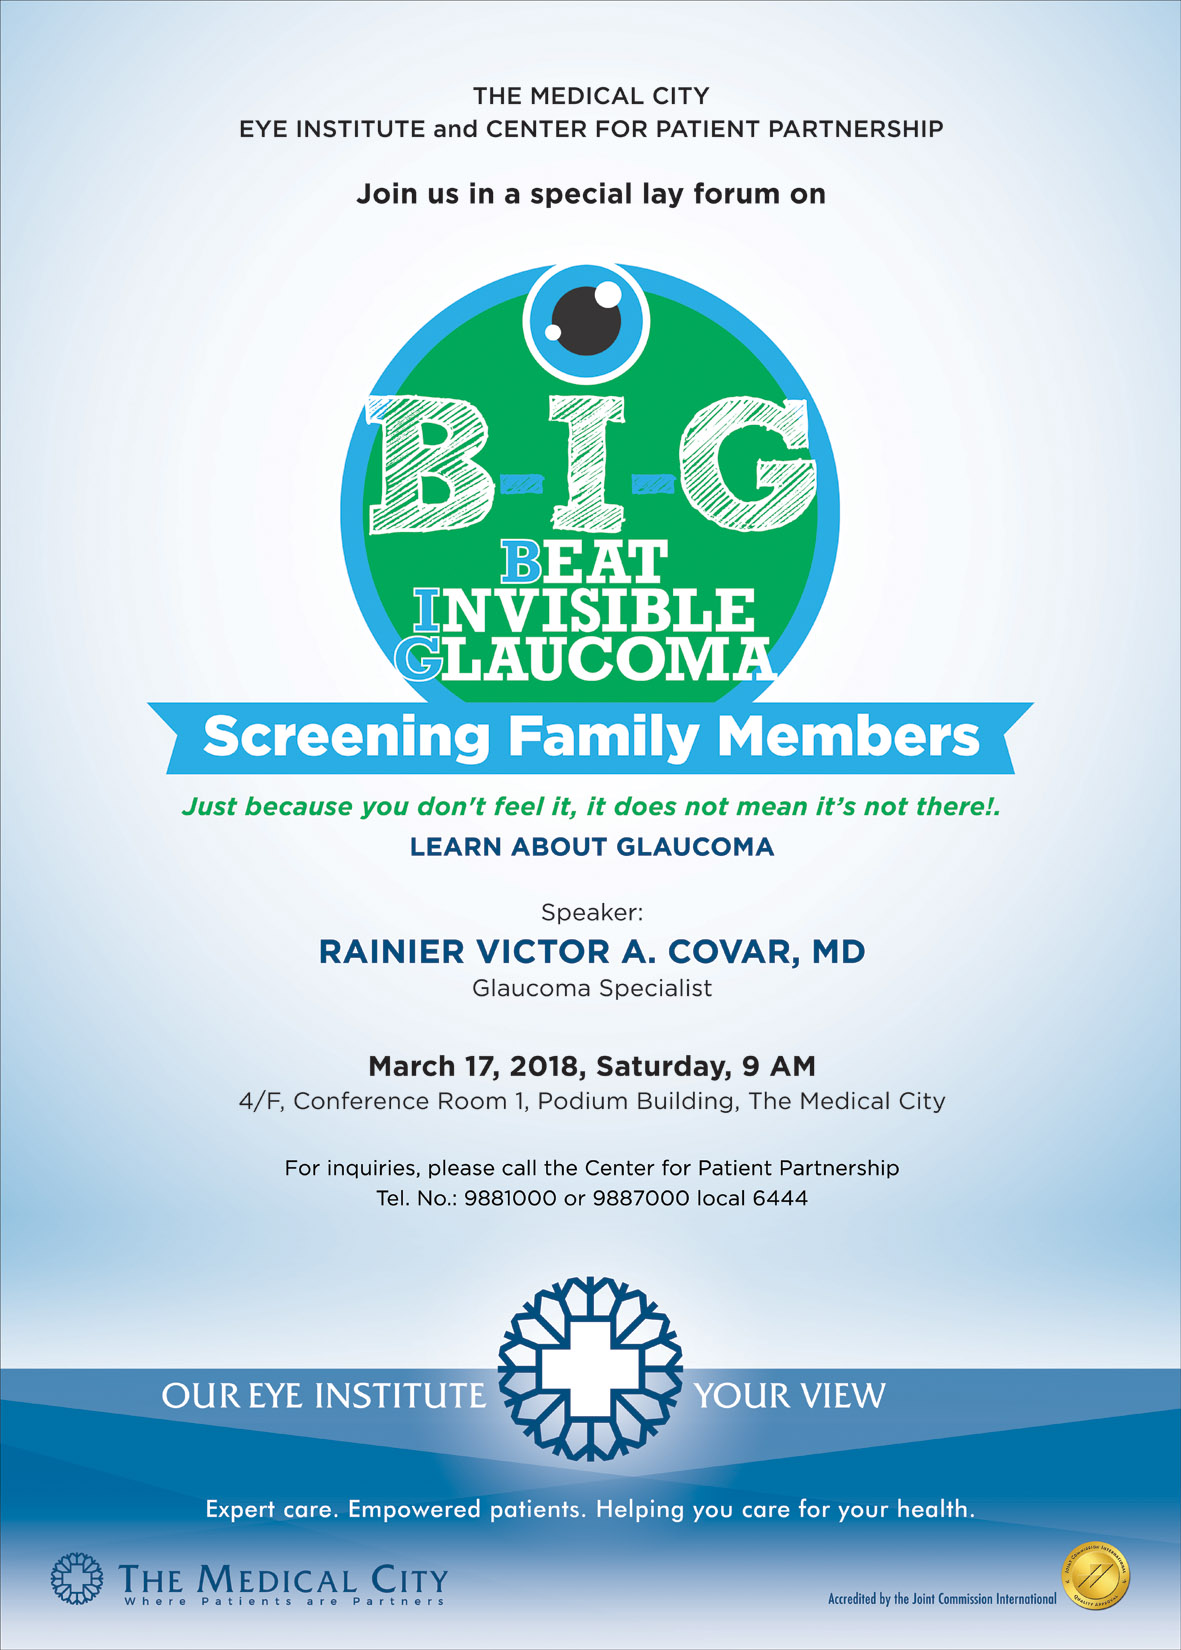 THE MEDICAL CITY
EYE INSTITUTE and CENTER FOR PATIENT PARTNERSHIP
Join us in a special lay forum on
B-I-G
BEAT
INVISIBLE
GLAUCOMA
Screening Family Members
Just because you don't feel it, it does not mean it’s not there!.
LEARN ABOUT GLAUCOMA
Speaker:
RAINIER VICTOR A. COVAR, MD
Glaucoma Specialist
March 17, 2018, Saturday, 9 AM
4/F, Conference Room 1, Podium Building, The Medical City
For inquiries, please call the Center for Patient Partnership
Tel. No.: 9881000 or 9887000 local 6444
OUR EYE INSTITUTE YOUR VIEW
Expert care. Empowered patients. Helping you care for your health.
THE MEDICAL CITY
Where Patients are Partners
Accredited by the Joint Commission International
Joint Commission International
QUALITY APPROVAL